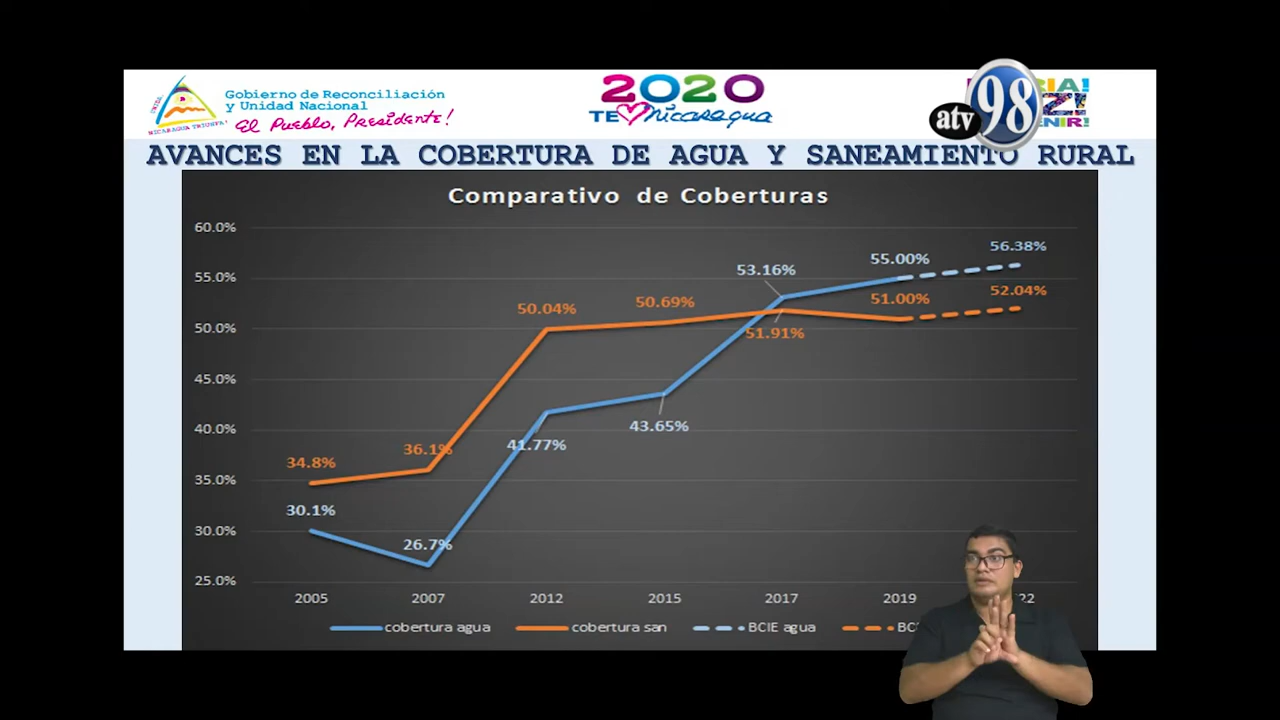 Gobierno de Reconciliación
y Unidad Nacional
El Pueblo, Presidente!
NICARAGUA TRIUNFA!
2020
TE Nicaragua
atv 98
AVANCES EN LA COBERTURA DE AGUA Y SANEAMIENTO RURAL
Comparativo de Coberturas
60.0%
55.0%
50.0%
45.0%
40.0%
35.0%
30.0%
25.0%
34.8%
36.1%
50.04%
50.69%
51.91%
51.00%
52.04%
30.1%
26.7%
41.77%
43.65%
53.16%
55.00%
56.38%
2005 2007 2012 2015 2017 2019 22
cobertura agua cobertura san BCIE agua